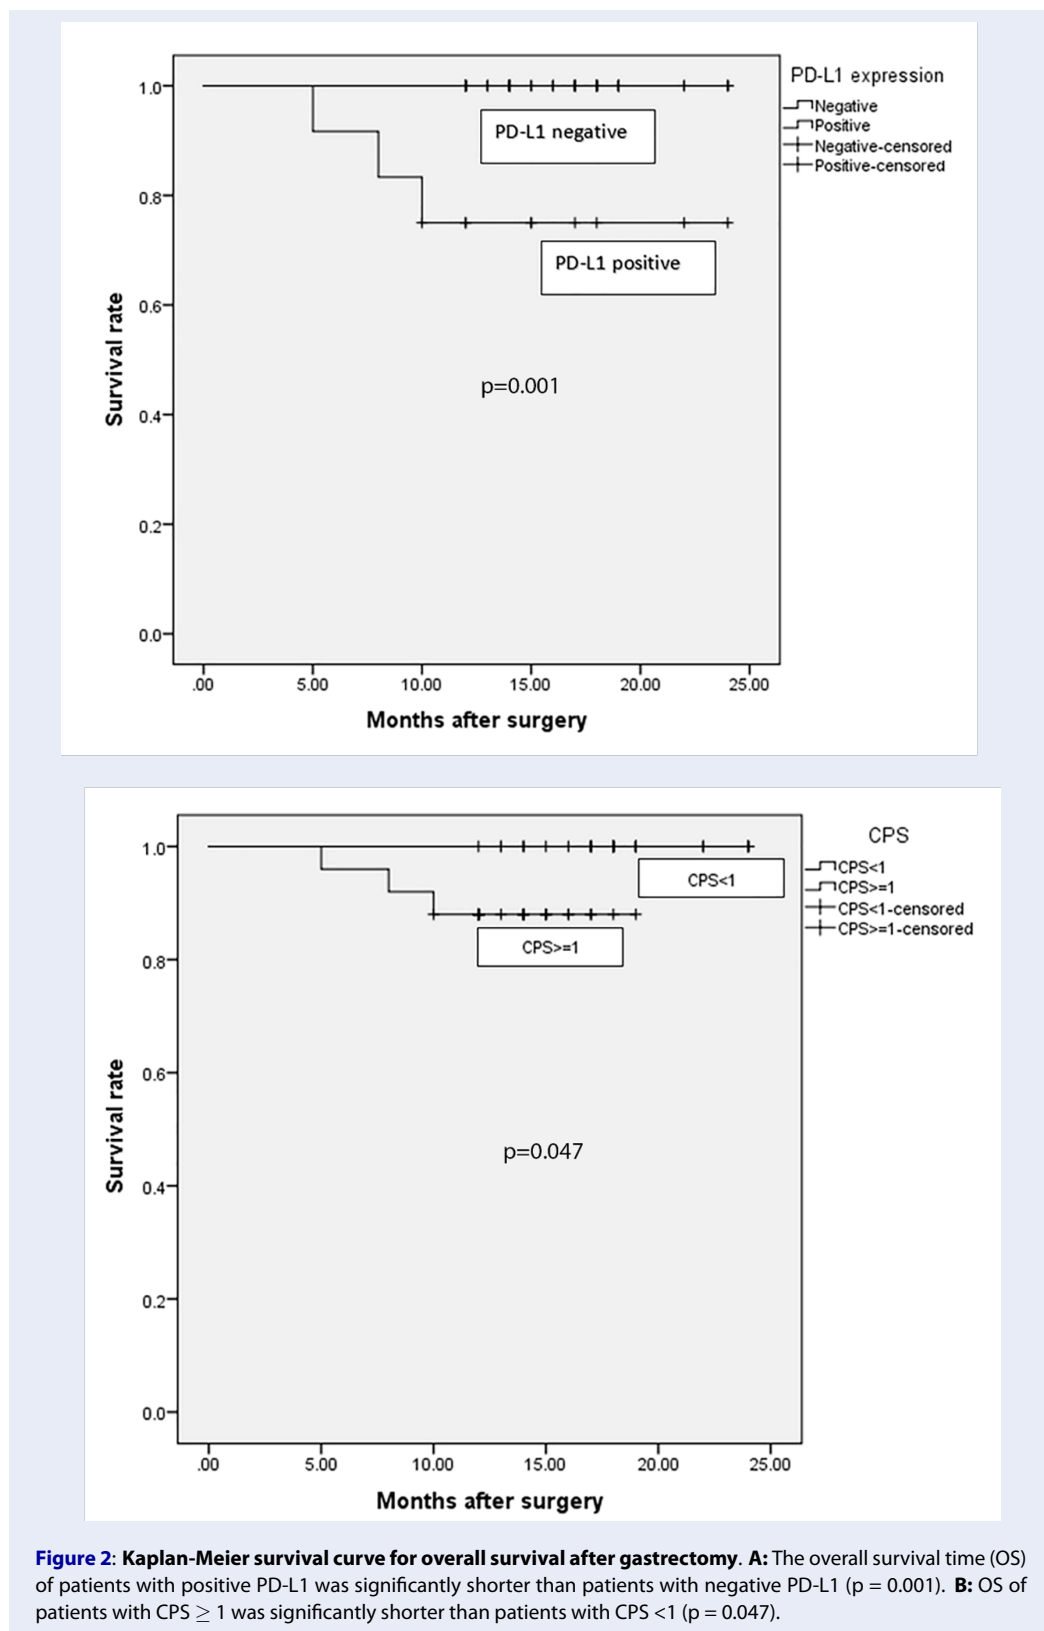 PD-L1 expression
Negative
Positive
Negative-censored
Positive-censored
1.0
0.8
0.6
0.4
0.2
0.0
Survival rate
PD-L1 negative
PD-L1 positive
p=0.001
.00 5.00 10.00 15.00 20.00 25.00
Months after surgery
CPS
CPS<1
CPS>=1
CPS<1-censored
CPS>=1-censored
1.0
0.8
0.6
0.4
0.2
0.0
Survival rate
CPS<1
CPS>=1
p=0.047
.00 5.00 10.00 15.00 20.00 25.00
Months after surgery
Figure 2: Kaplan-Meier survival curve for overall survival after gastrectomy. A: The overall survival time (OS)
of patients with positive PD-L1 was significantly shorter than patients with negative PD-L1 (p = 0.001). B: OS of
patients with CPS ≥ 1 was significantly shorter than patients with CPS <1 (p = 0.047).